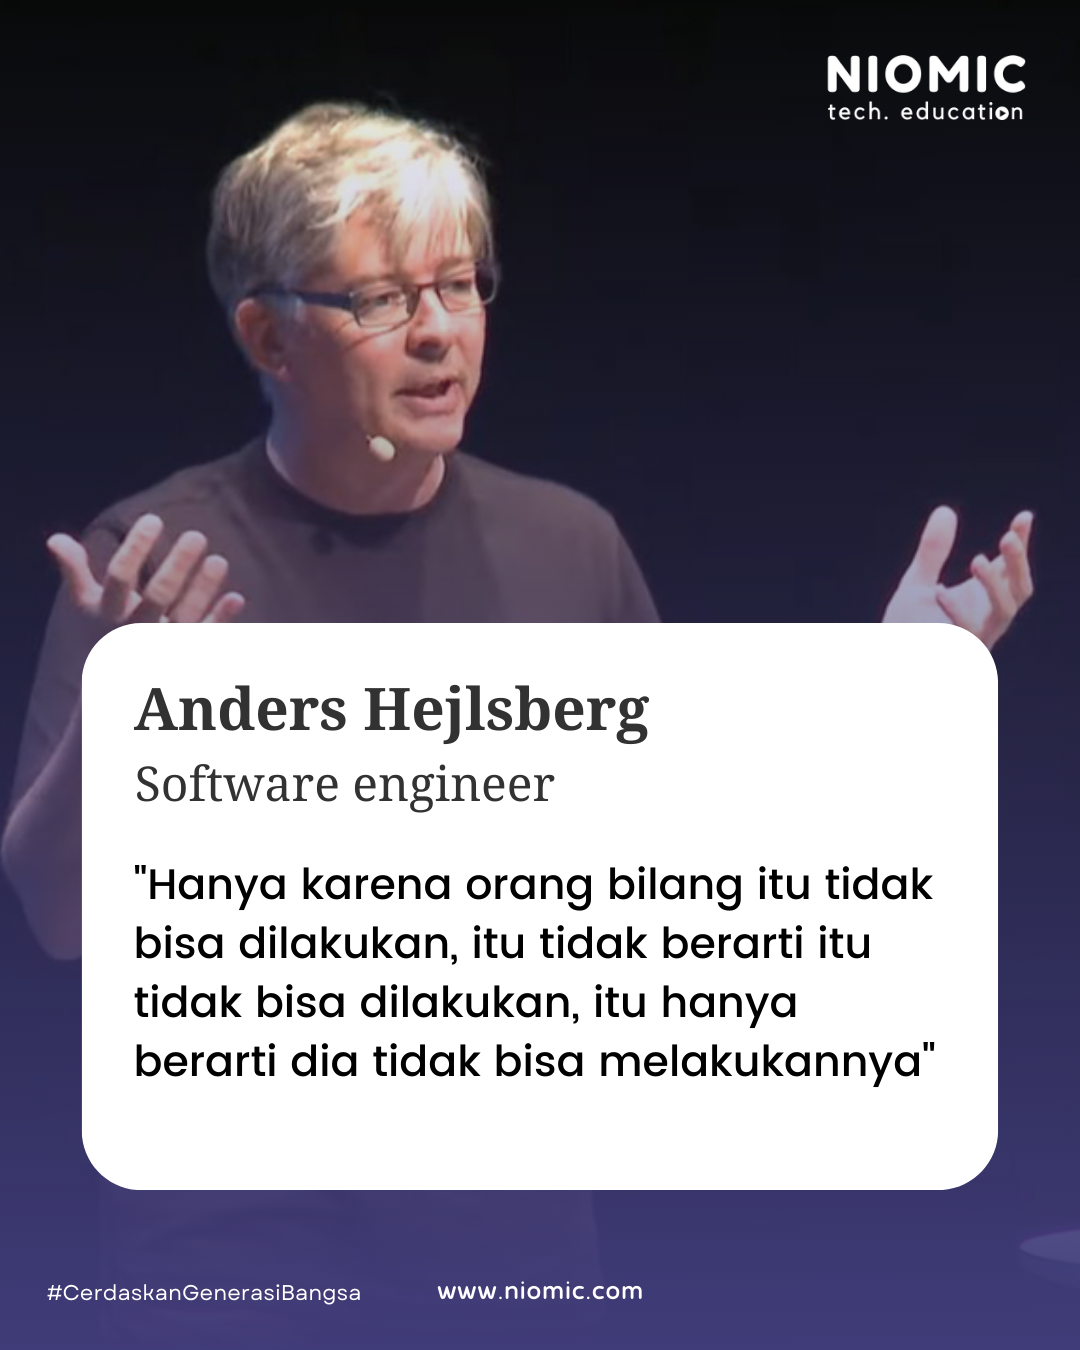 NIOMIC
tech. education
Anders Hejlsberg
Software engineer
"Hanya karena orang bilang itu tidak
bisa dilakukan, itu tidak berarti itu
tidak bisa dilakukan, itu hanya
berarti dia tidak bisa melakukannya"
#CerdaskanGenerasiBangsa
www.niomic.com